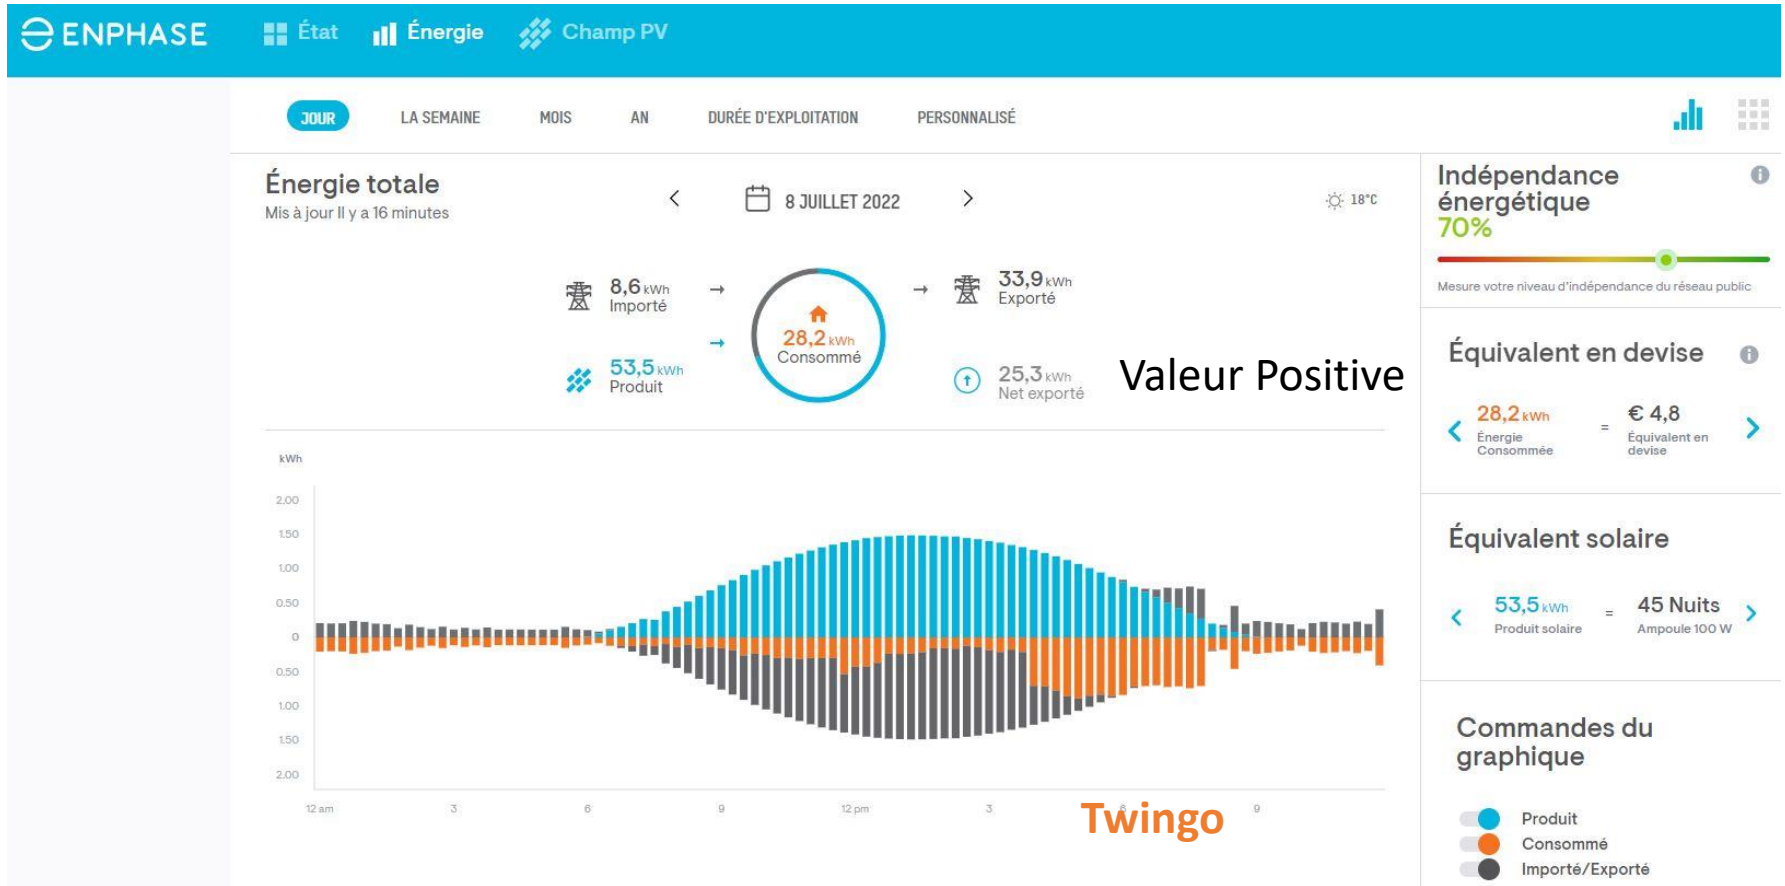 ENPHASE
État
Énergie
Champ PV
JOUR
LA SEMAINE
MOIS
AN
DURÉE D'EXPLOITATION
PERSONNALISÉ
Énergie totale
Mis à jour Il y a 16 minutes
8 JUILLET 2022
18°C
8,6 kWh
Importé
53,5 kWh
Produit
28,2 kWh
Consommé
33,9 kWh
Exporté
25,3 kWh
Net exporté
Valeur Positive
kWh
2.00
1.50
1.00
0.50
0
0.50
1.00
1.50
2.00
12 am
3
6
9
12 pm
3
6
9
Twingo
Indépendance
énergétique
70%
Mesure votre niveau d'indépendance du réseau public
Équivalent en devise
28,2 kWh
Énergie
Consommée
=
€ 4,8
Équivalent en
devise
Équivalent solaire
53,5 kWh
Produit solaire
=
45 Nuits
Ampoule 100 W
Commandes du
graphique
Produit
Consommé
Importé/Exporté